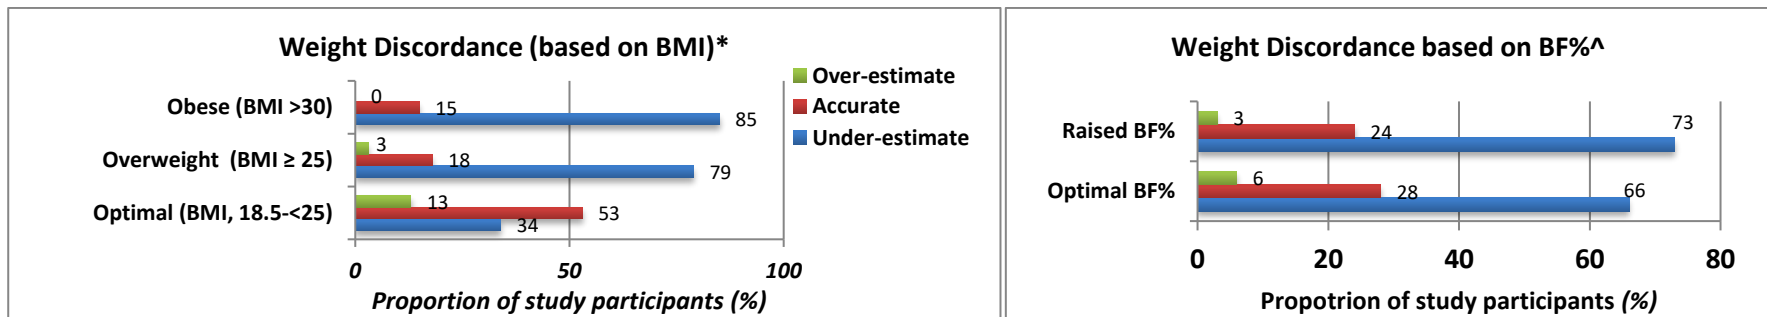 Weight Discordance (based on BMI)*
Over-estimate
Accurate
Under-estimate
Obese (BMI >30)
0
15
85
Overweight (BMI ≥ 25)
3
18
79
Optimal (BMI, 18.5-<25)
13
53
34
0 50 100
Proportion of study participants (%)
Weight Discordance based on BF%^
Raised BF%
3
24
73
Optimal BF%
6
28
66
0 20 40 60 80
Propotrion of study participants (%)